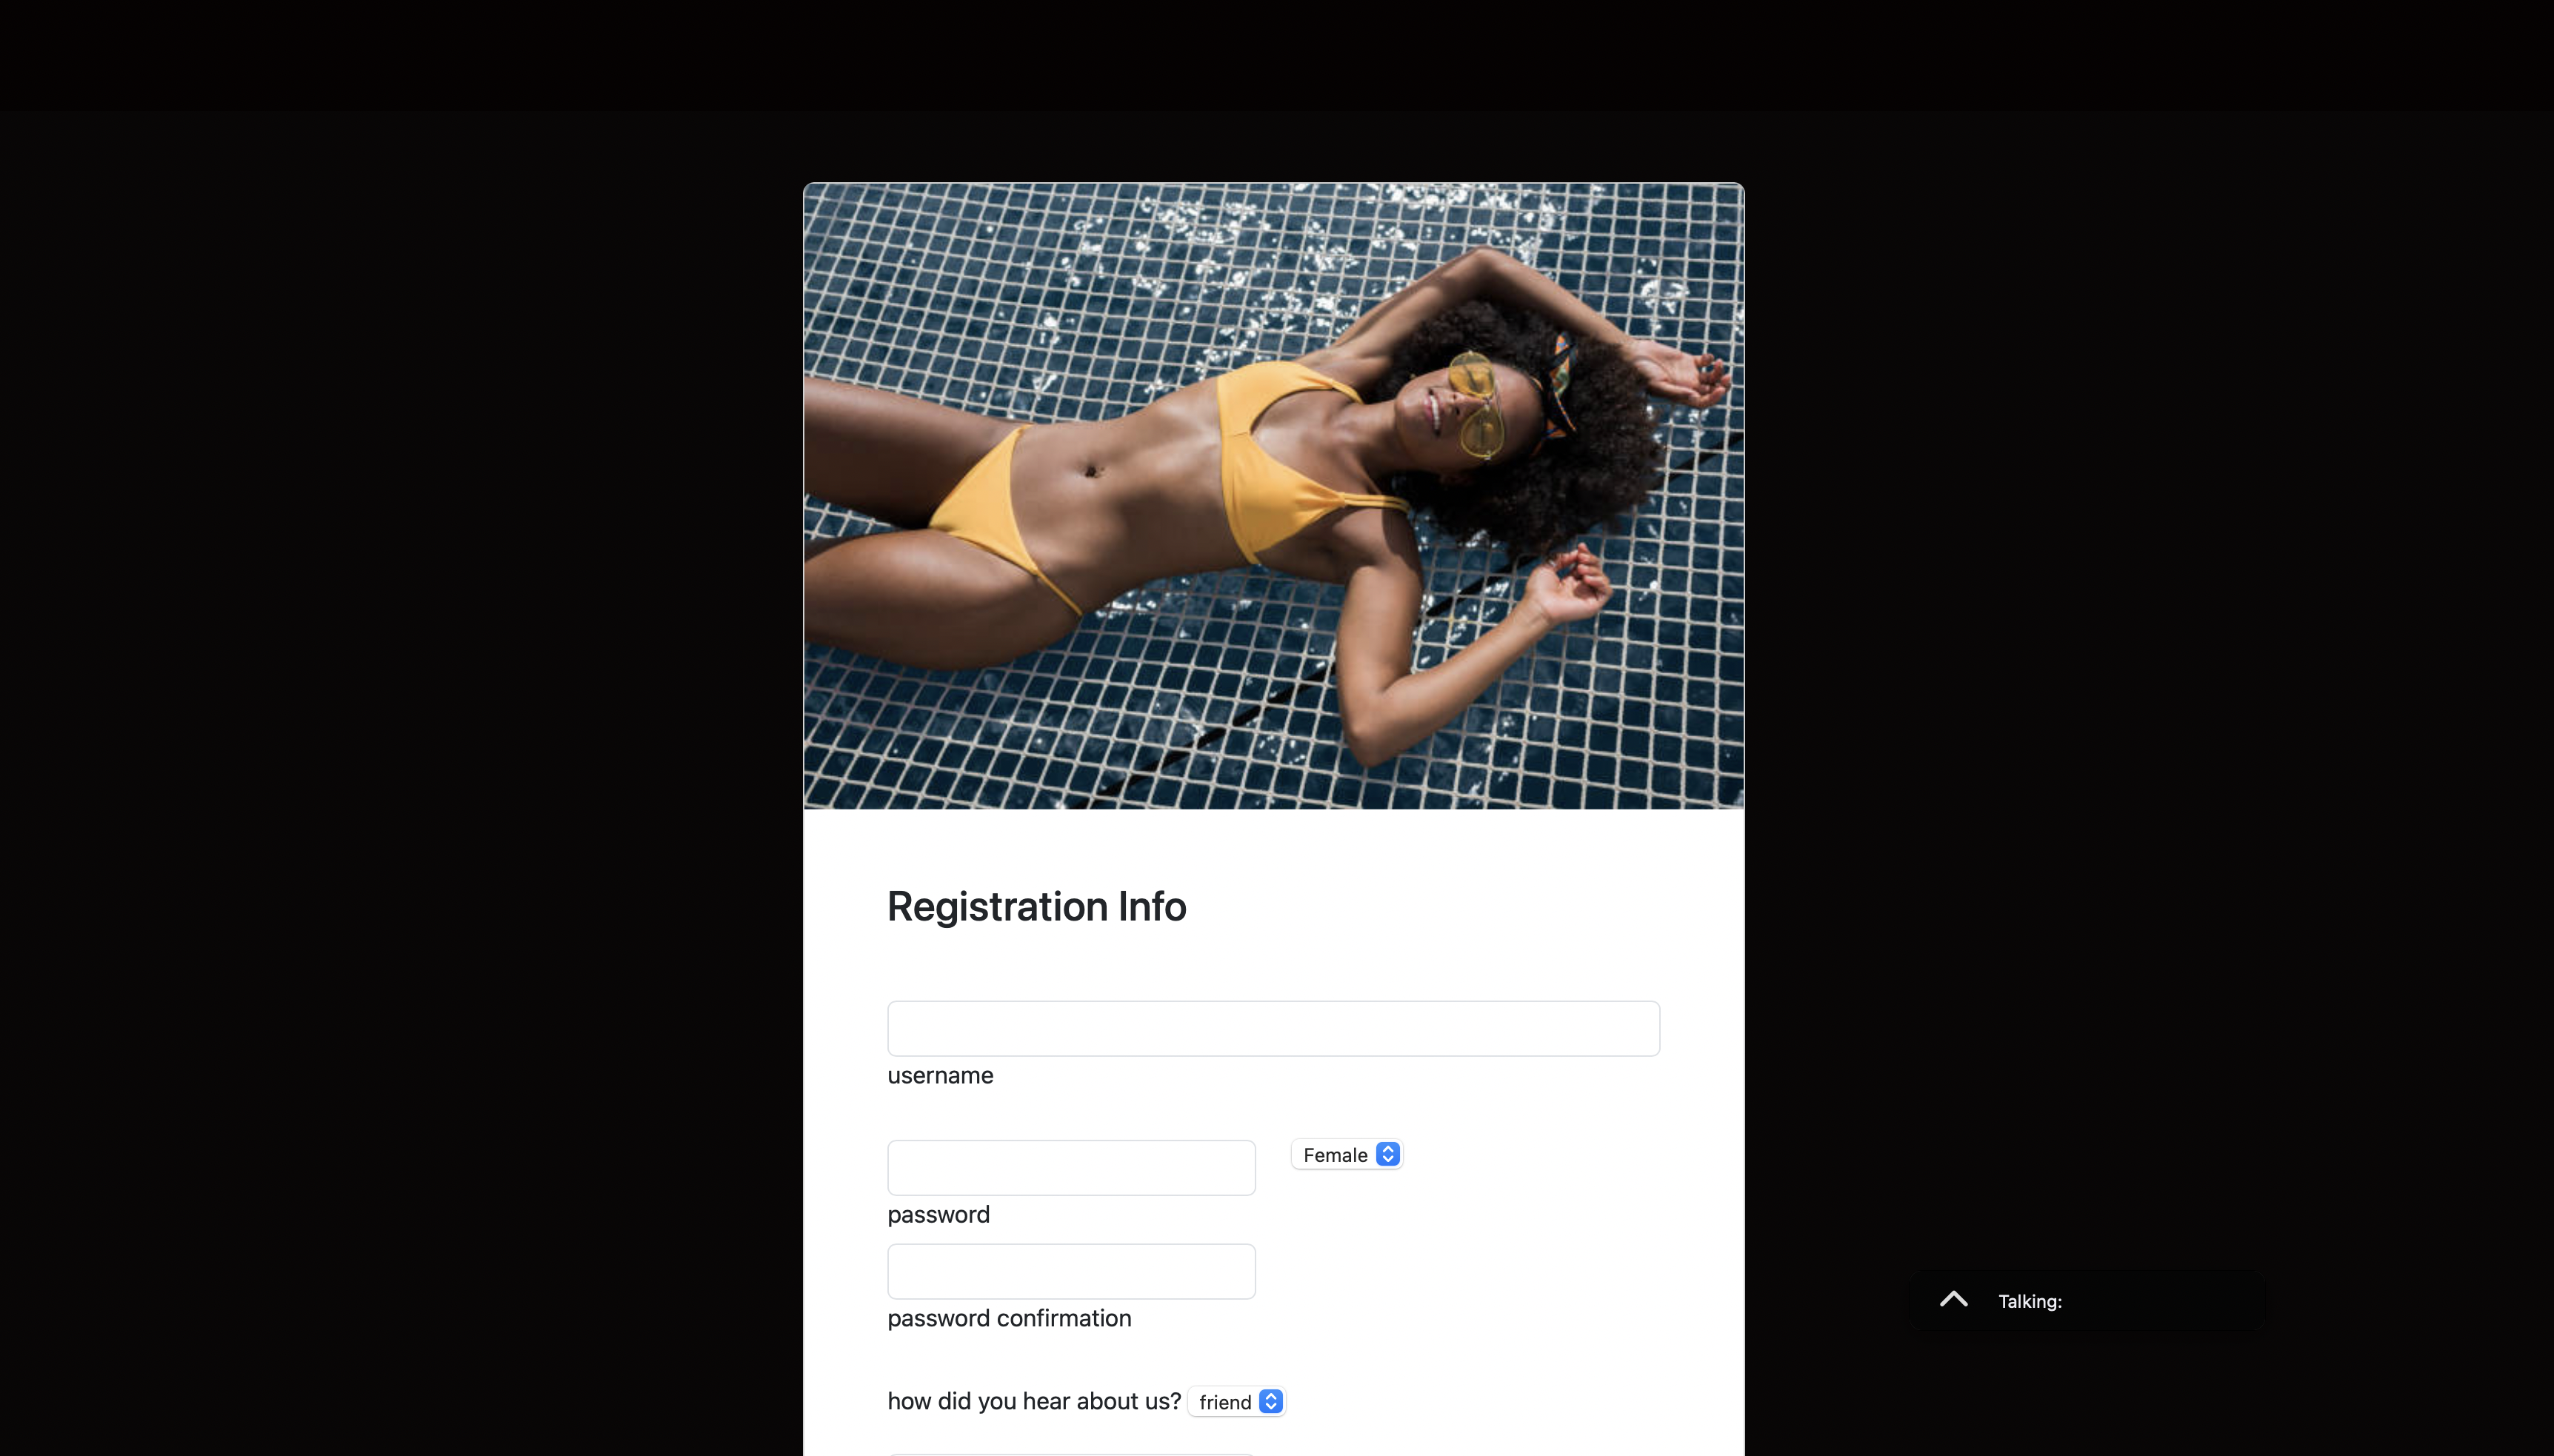 Registration Info
username
Female
password
password confirmation
Talking:
how did you hear about us? friend